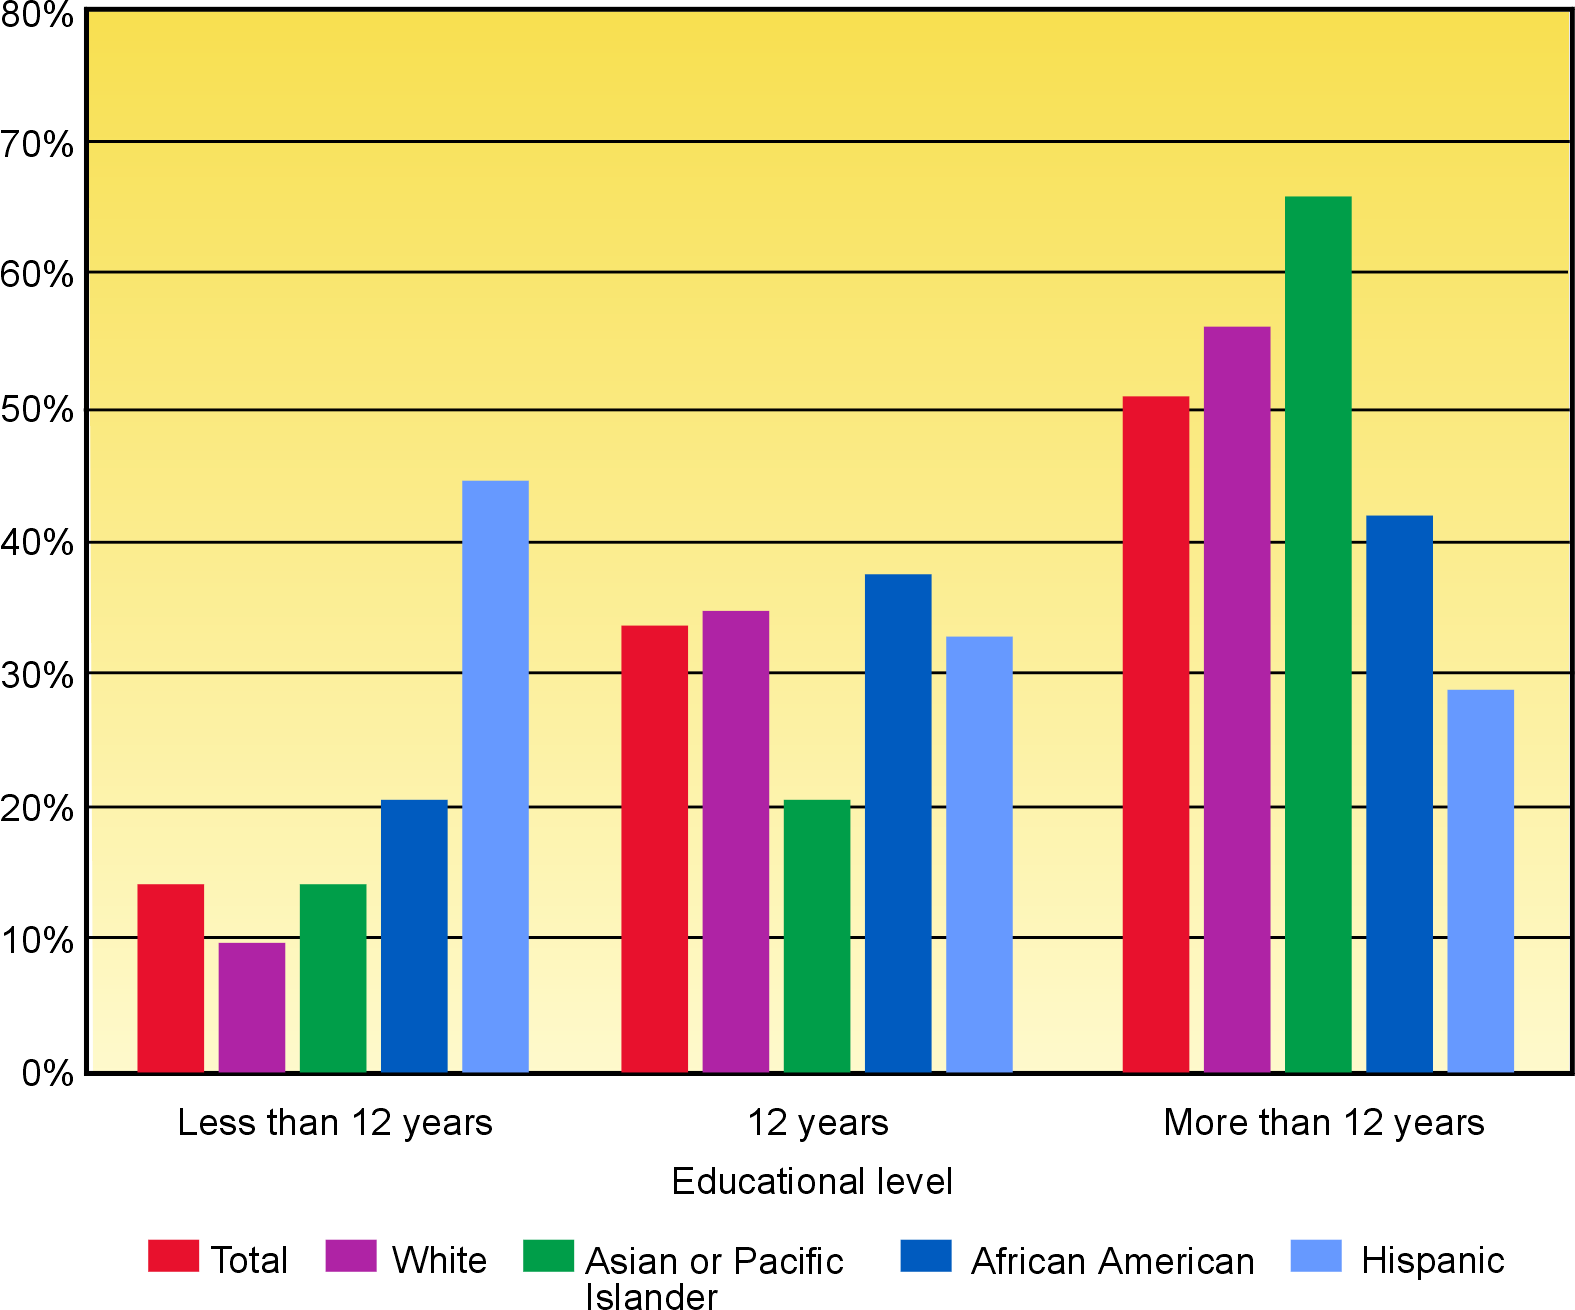 80%
70%
60%
50%
40%
30%
20%
10%
0%
Less than 12 years
12 years
More than 12 years
Educational level
Total
White
Asian or Pacific
Islander
African American
Hispanic